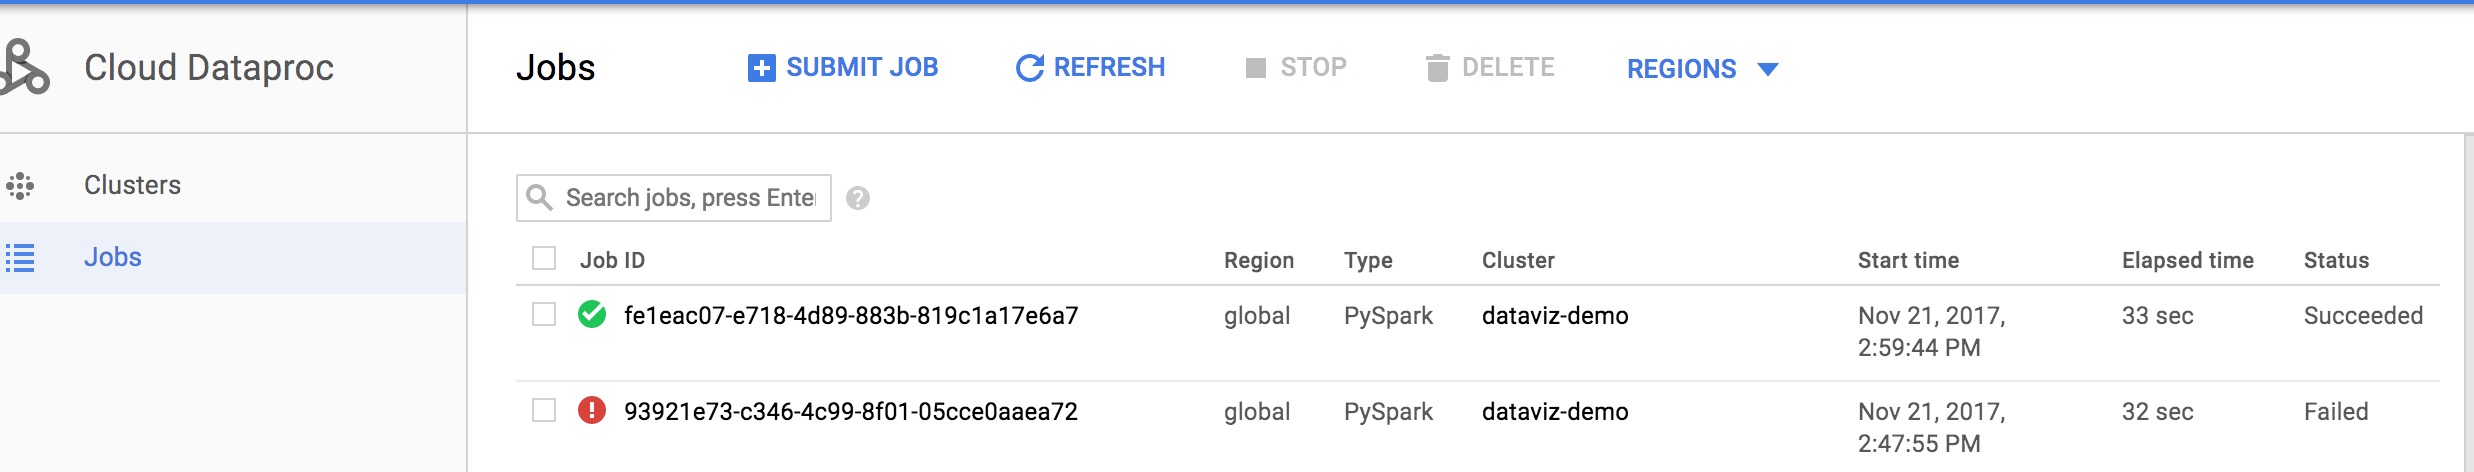 Cloud Dataproc
Jobs
SUBMIT JOB
REFRESH
STOP
DELETE
REGIONS
Clusters
Jobs
Search jobs, press Enter
?
Job ID Region Type Cluster Start time Elapsed time Status
fe1eac07-e718-4d89-883b-819c1a17e6a7 global PySpark dataviz-demo Nov 21, 2017, 33 sec Succeeded
2:59:44 PM
93921e73-c346-4c99-8f01-05cce0aaea72 global PySpark dataviz-demo Nov 21, 2017, 32 sec Failed
2:47:55 PM